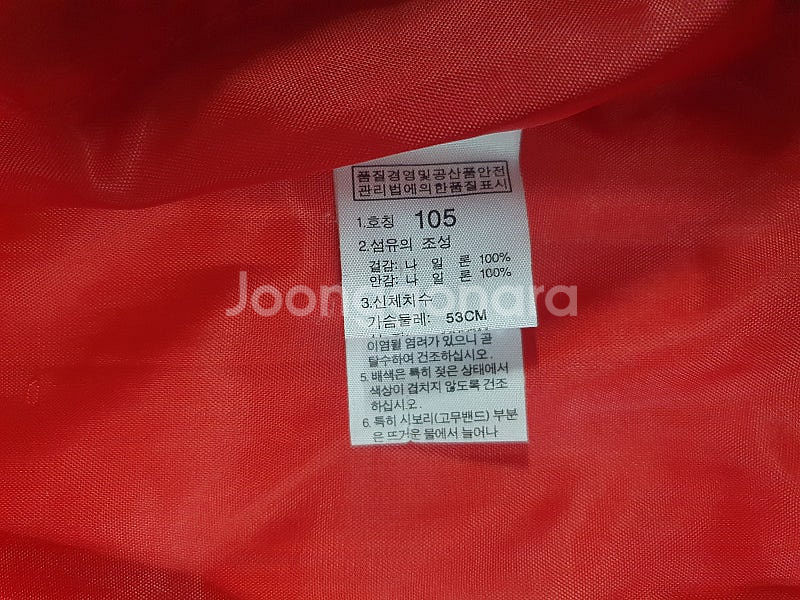 품질경영및공산품안전
관리법에의한품질표시
1.호칭 105
2.섬유의 조성
겉감: 나 일 론 100%
안감: 나 일 론 100%
3.신체치수
가슴둘레: 53CM
이염될 염려가 있으니 곧
탈수하여 건조하십시오.
5. 배색은 특히 젖은 상태에서
색상이 겹치지 않도록 건조
하십시오.
6. 특히 시보리(고무밴드) 부분
은 뜨거운 물에서 늘어나
Joonggonara